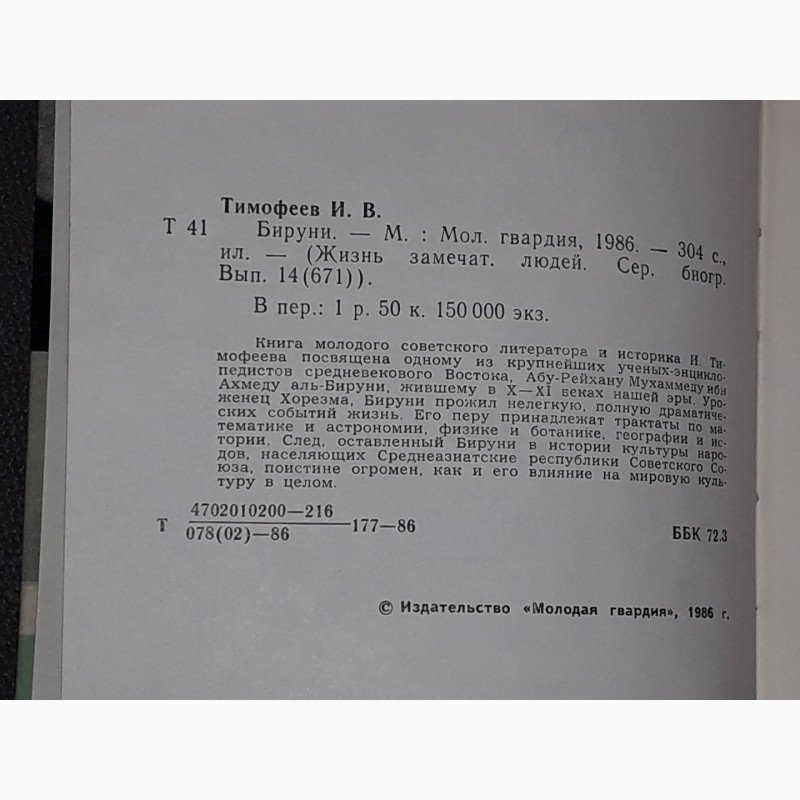 Тимофеев И. В.
Т 41 Бируни. — М. : Мол. гвардия, 1986. — 304 с.,
ил. — (Жизнь замечат. людей. Сер. биогр.
Вып. 14(671)).
В пер.: 1 р. 50 к. 150 000 экз.
Книга молодого советского литератора и историка И. Ти-
мофеева посвящена одному из крупнейших ученых-энцикло-
педистов средневекового Востока, Абу-Рейхану Мухаммеду ибн
Ахмеду аль-Бируни, жившему в X—XI веках нашей эры. Уро-
женец Хорезма, Бируни прожил нелегкую, полную драматиче-
ских событий жизнь. Его перу принадлежат трактаты по ма-
тематике и астрономии, физике и ботанике, географии и ис-
тории. След, оставленный Бируни в истории культуры наро-
дов, населяющих Среднеазиатские республики Советского Со-
юза, поистине огромен, как и его влияние на мировую куль-
туру в целом.
4702010200—216
Т 177—86
078(02)—86
ББК 72.3
© Издательство «Молодая гвардия», 1986 г.